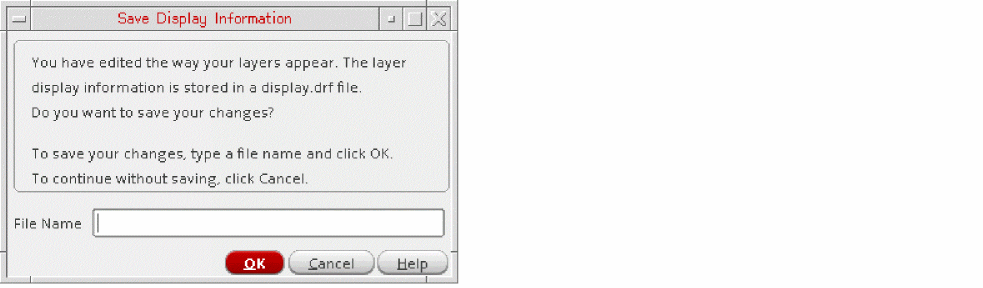 Save Display Information
You have edited the way your layers appear. The layer
display information is stored in a display.drf file.
Do you want to save your changes?
To save your changes, type a file name and click OK.
To continue without saving, click Cancel.
File Name
OK Cancel Help